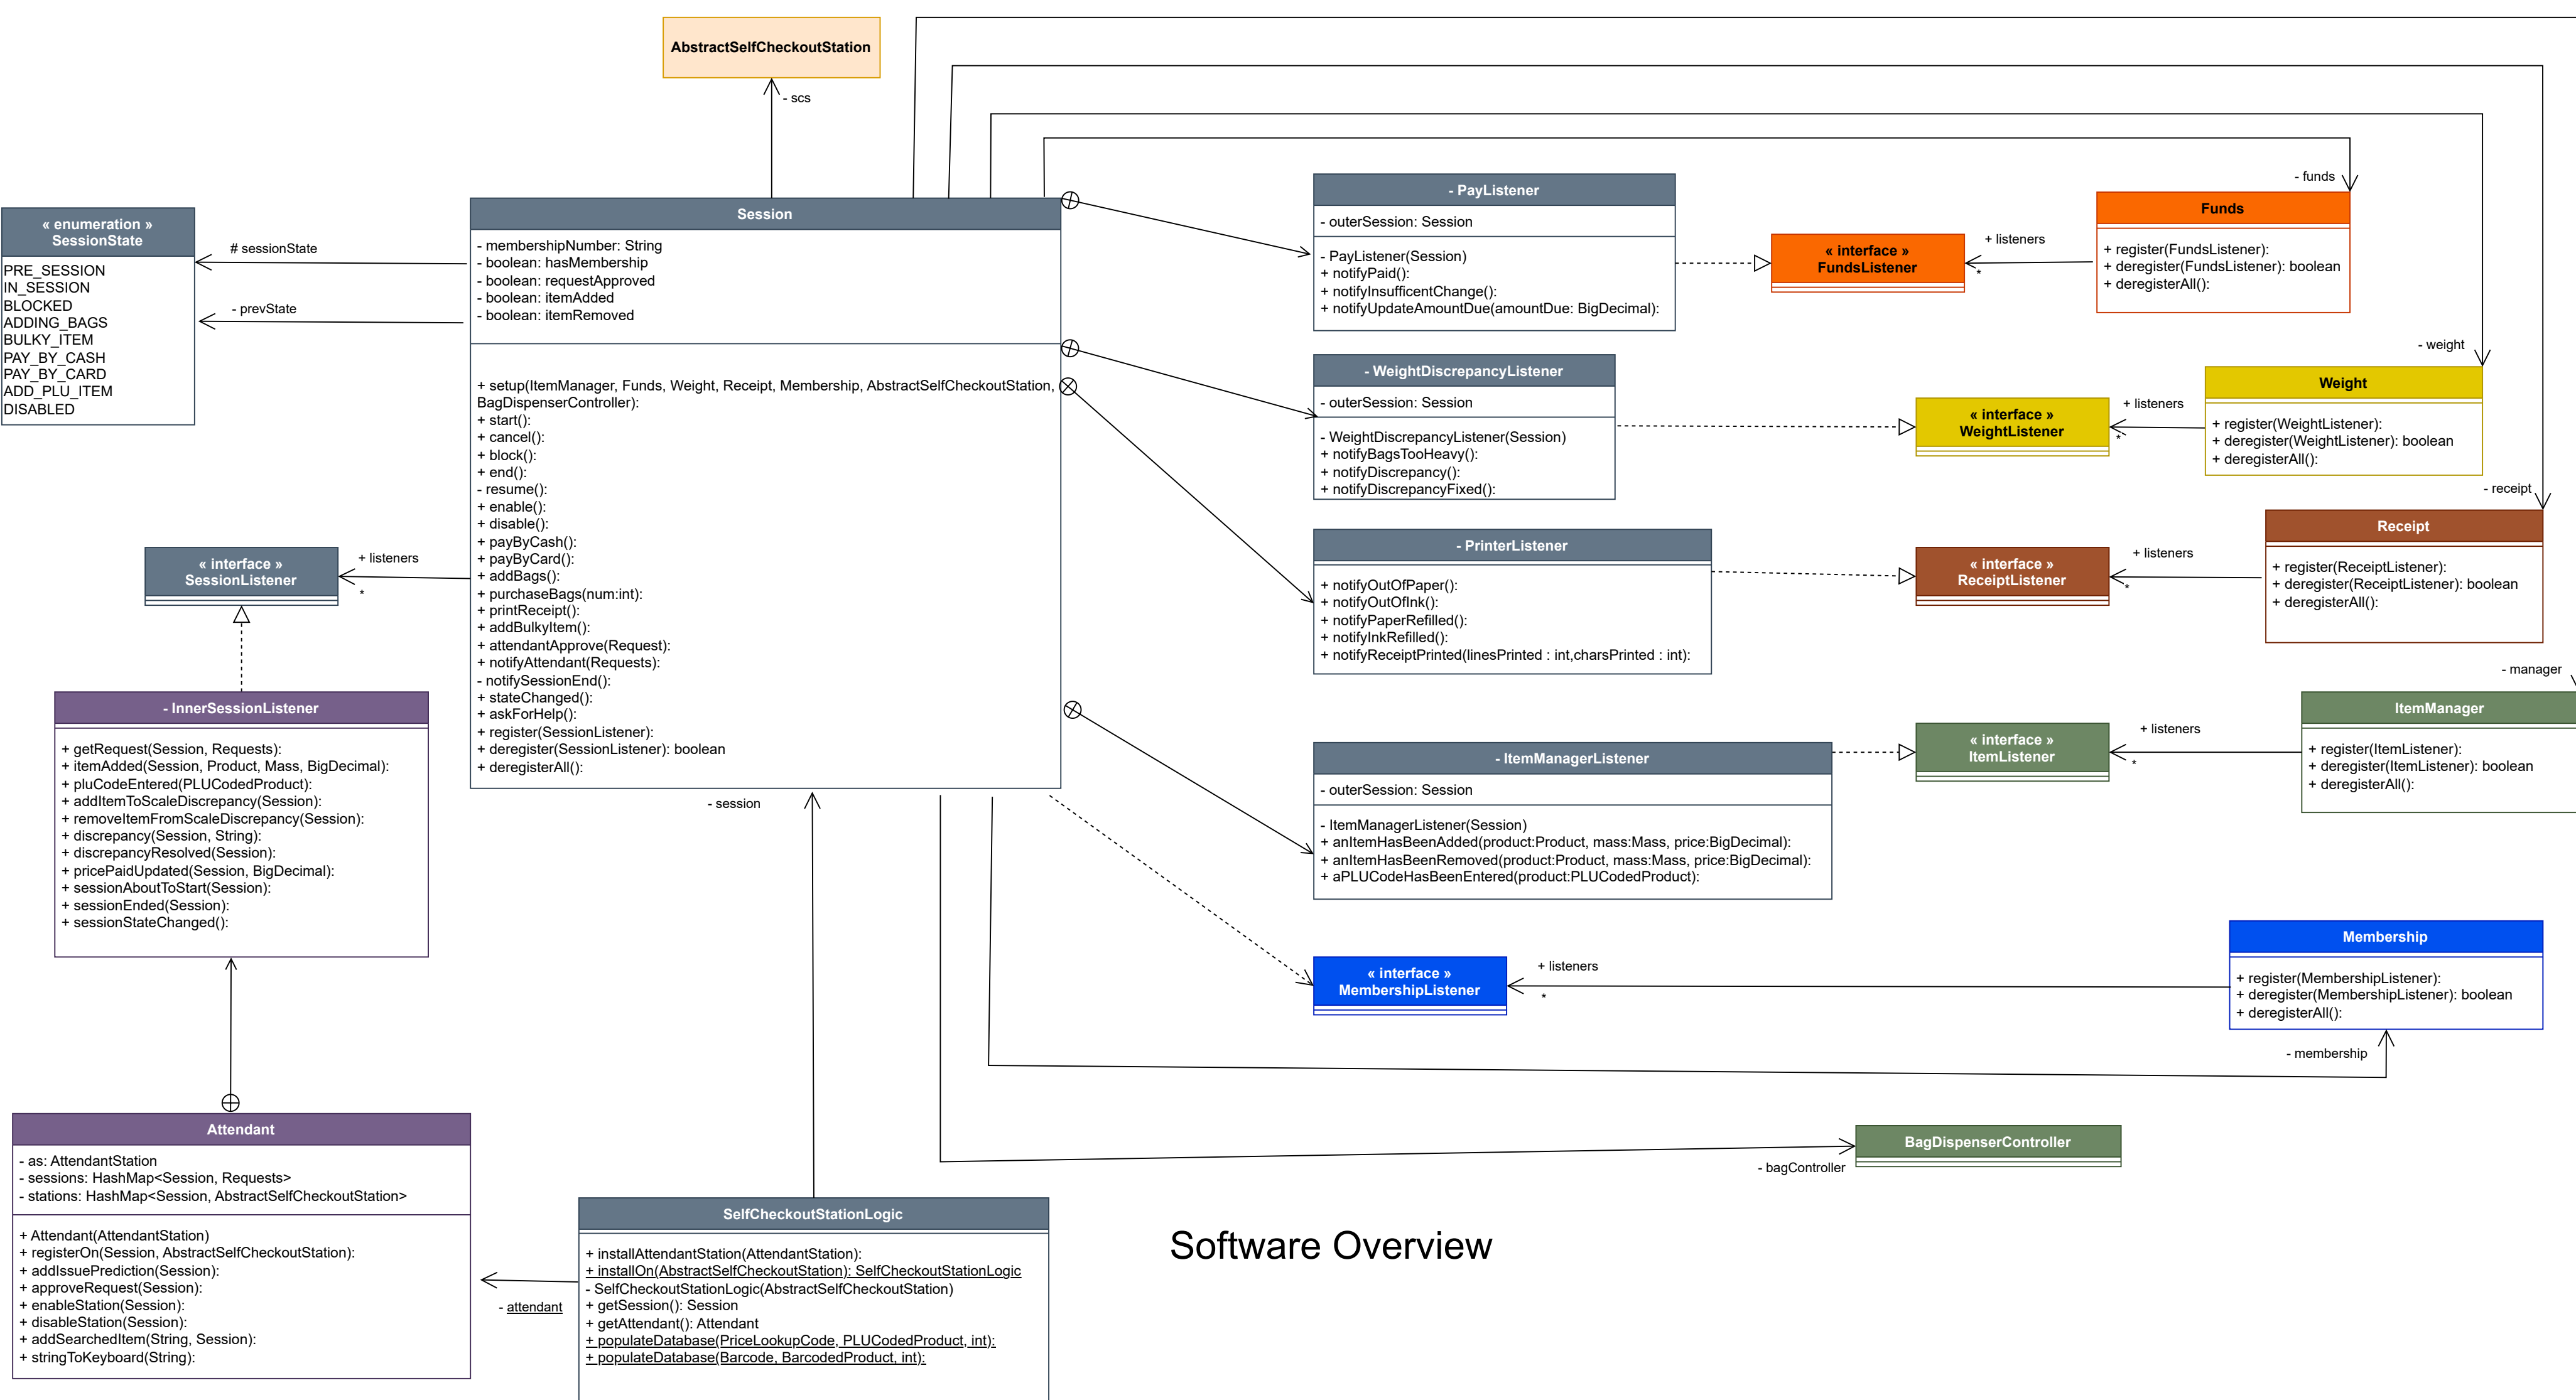 AbstractSelfCheckoutStation
- scs
« enumeration »
SessionState
PRE_SESSION
IN_SESSION
BLOCKED
ADDING_BAGS
BULKY_ITEM
PAY_BY_CASH
PAY_BY_CARD
ADD_PLU_ITEM
DISABLED
# sessionState
- prevState
Session
- membershipNumber: String
- boolean: hasMembership
- boolean: requestApproved
- boolean: itemAdded
- boolean: itemRemoved
+ setup(ItemManager, Funds, Weight, Receipt, Membership, AbstractSelfCheckoutStation,
BagDispenserController):
+ start():
+ cancel():
+ block():
+ end():
- resume():
+ enable():
+ disable():
+ payByCash():
+ payByCard():
+ addBags():
+ purchaseBags(num:int):
+ printReceipt():
+ addBulkyItem():
+ attendantApprove(Request):
+ notifyAttendant(Requests):
- notifySessionEnd():
+ stateChanged():
+ askForHelp():
+ register(SessionListener):
+ deregister(SessionListener): boolean
+ deregisterAll():
- PayListener
- outerSession: Session
- PayListener(Session)
+ notifyPaid():
+ notifyInsufficentChange():
+ notifyUpdateAmountDue(amountDue: BigDecimal):
« interface »
FundsListener
+ listeners
*
- funds
Funds
+ register(FundsListener):
+ deregister(FundsListener): boolean
+ deregisterAll():
- WeightDiscrepancyListener
- outerSession: Session
- WeightDiscrepancyListener(Session)
+ notifyBagsTooHeavy():
+ notifyDiscrepancy():
+ notifyDiscrepancyFixed():
« interface »
WeightListener
+ listeners
*
- weight
Weight
+ register(WeightListener):
+ deregister(WeightListener): boolean
+ deregisterAll():
- PrinterListener
+ notifyOutOfPaper():
+ notifyOutOfInk():
+ notifyPaperRefilled():
+ notifyInkRefilled():
+ notifyReceiptPrinted(linesPrinted : int,charsPrinted : int):
« interface »
ReceiptListener
+ listeners
*
- receipt
Receipt
+ register(ReceiptListener):
+ deregister(ReceiptListener): boolean
+ deregisterAll():
« interface »
SessionListener
+ listeners
*
- InnerSessionListener
+ getRequest(Session, Requests):
+ itemAdded(Session, Product, Mass, BigDecimal):
+ pluCodeEntered(PLUCodedProduct):
+ addItemToScaleDiscrepancy(Session):
+ removeItemFromScaleDiscrepancy(Session):
+ discrepancy(Session, String):
+ discrepancyResolved(Session):
+ pricePaidUpdated(Session, BigDecimal):
+ sessionAboutToStart(Session):
+ sessionEnded(Session):
+ sessionStateChanged():
- ItemManagerListener
- outerSession: Session
- ItemManagerListener(Session)
+ anItemHasBeenAdded(product:Product, mass:Mass, price:BigDecimal):
+ anItemHasBeenRemoved(product:Product, mass:Mass, price:BigDecimal):
+ aPLUCodeHasBeenEntered(product:PLUCodedProduct):
« interface »
ItemListener
+ listeners
*
- manager
ItemManager
+ register(ItemListener):
+ deregister(ItemListener): boolean
+ deregisterAll():
- session
« interface »
MembershipListener
+ listeners
*
Membership
+ register(MembershipListener):
+ deregister(MembershipListener): boolean
+ deregisterAll():
- membership
BagDispenserController
- bagController
Attendant
- as: AttendantStation
- sessions: HashMap<Session, Requests>
- stations: HashMap<Session, AbstractSelfCheckoutStation>
+ Attendant(AttendantStation)
+ registerOn(Session, AbstractSelfCheckoutStation):
+ addIssuePrediction(Session):
+ approveRequest(Session):
+ enableStation(Session):
+ disableStation(Session):
+ addSearchedItem(String, Session):
+ stringToKeyboard(String):
- attendant
SelfCheckoutStationLogic
+ installAttendantStation(AttendantStation):
+ installOn(AbstractSelfCheckoutStation): SelfCheckoutStationLogic
- SelfCheckoutStationLogic(AbstractSelfCheckoutStation)
+ getSession(): Session
+ getAttendant(): Attendant
+ populateDatabase(PriceLookupCode, PLUCodedProduct, int):
+ populateDatabase(Barcode, BarcodedProduct, int):
Software Overview